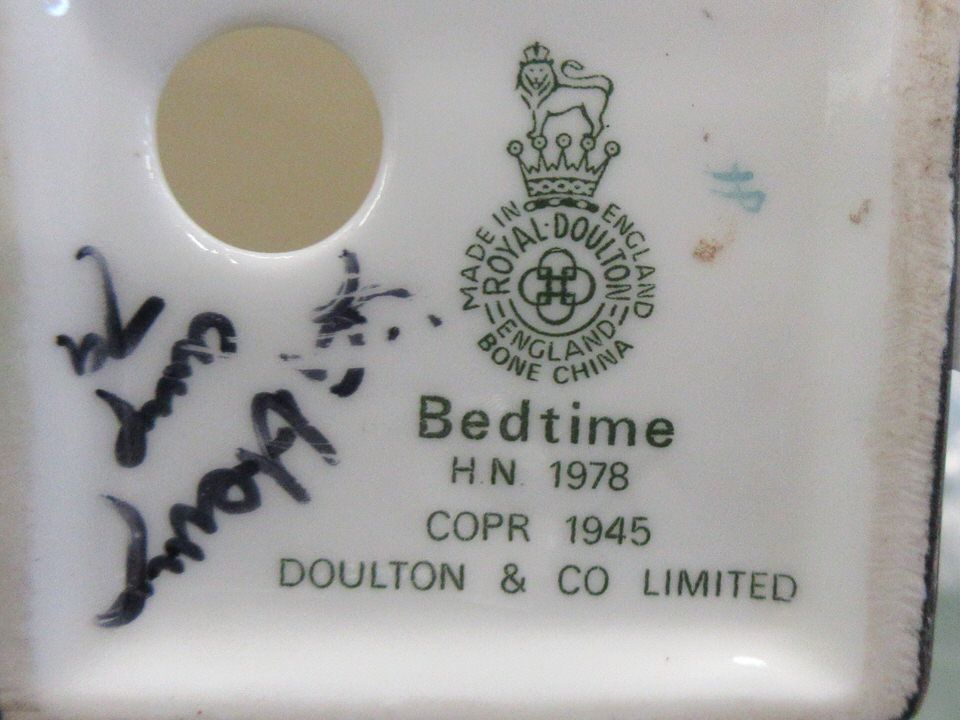 MADE IN ENGLAND
ROYAL·DOULTON
ENGLAND
BONE CHINA
Bedtime
H.N. 1978
COPR 1945
DOULTON & CO LIMITED